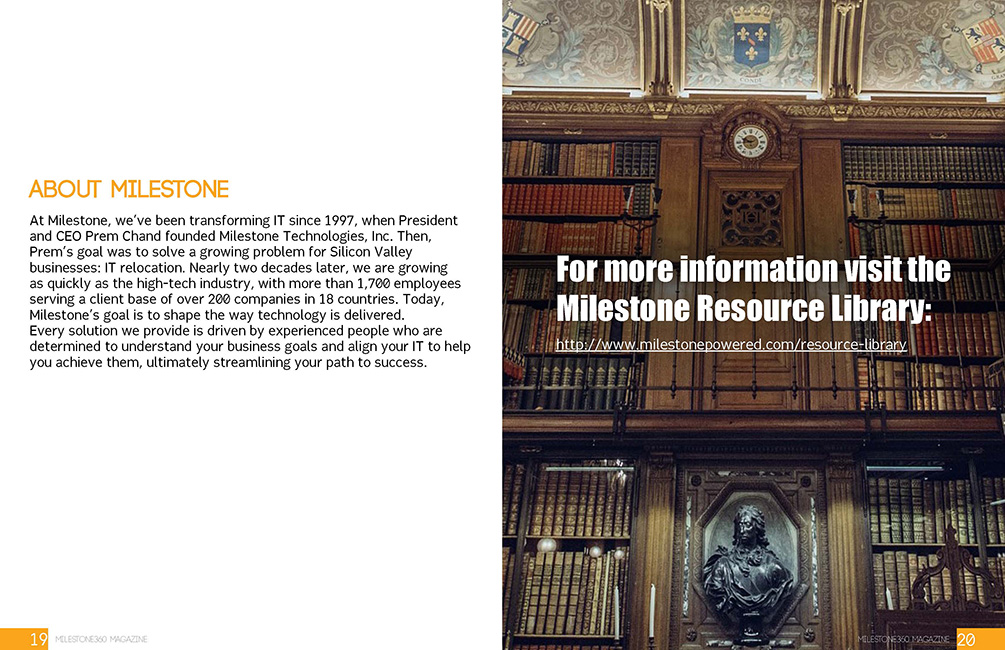 ABOUT MILESTONE
At Milestone, we’ve been transforming IT since 1997, when President
and CEO Prem Chand founded Milestone Technologies, Inc. Then,
Prem’s goal was to solve a growing problem for Silicon Valley
businesses: IT relocation. Nearly two decades later, we are growing
as quickly as the high-tech industry, with more than 1,700 employees
serving a client base of over 200 companies in 18 countries. Today,
Milestone’s goal is to shape the way technology is delivered.
Every solution we provide is driven by experienced people who are
determined to understand your business goals and align your IT to help
you achieve them, ultimately streamlining your path to success.
19 MILESTONE360 MAGAZINE
CONDÉ
For more information visit the
Milestone Resource Library:
http://www.milestonepowered.com/resource-library
MILESTONE360 MAGAZINE 20